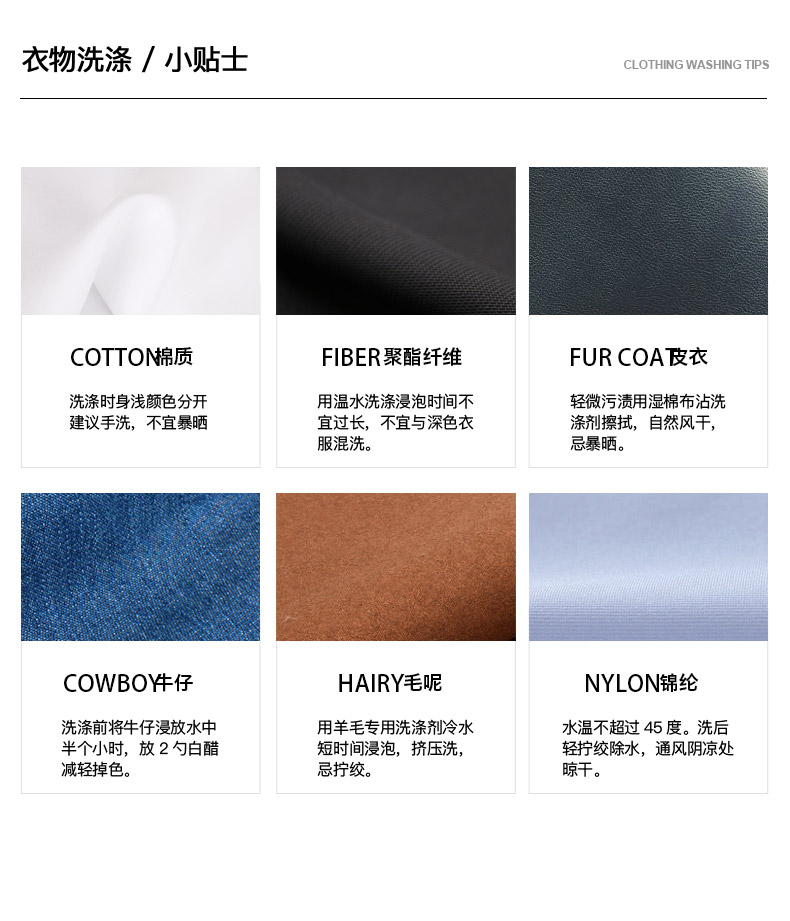 衣物洗涤 / 小贴士
CLOTHING WASHING TIPS
COTTON棉质
洗涤时身浅颜色分开
建议手洗，不宜暴晒
FIBER聚酯纤维
用温水洗涤浸泡时间不
宜过长，不宜与深色衣
服混洗。
FUR COAT皮衣
轻微污渍用湿棉布沾洗
涤剂擦拭，自然风干，
忌暴晒。
COWBOY牛仔
洗涤前将牛仔浸放水中
半个小时，放 2 勺白醋
减轻掉色。
HAIRY毛呢
用羊毛专用洗涤剂冷水
短时间浸泡，挤压洗，
忌拧绞。
NYLON锦纶
水温不超过 45 度。洗后
轻拧绞除水，通风阴凉处
晾干。